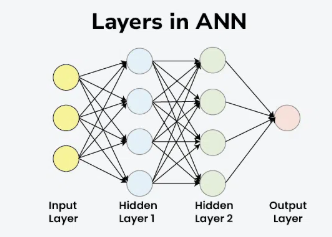 Layers in ANN
Input Layer
Hidden Layer 1
Hidden Layer 2
Output Layer